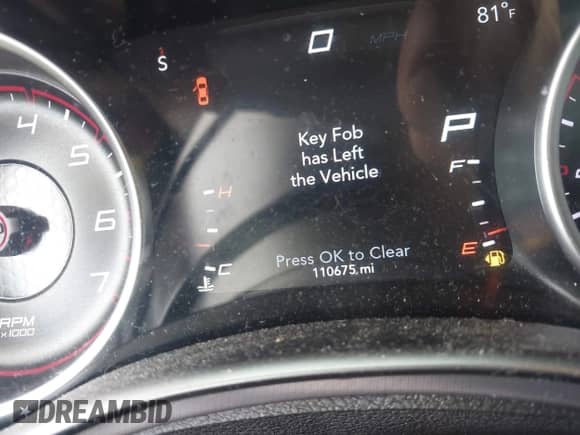 81°F
S
0 MPH
4 5 6 7
RPM
x1000
Key Fob
has Left
the Vehicle
P
H
F
C
E
Press OK to Clear
110675.mi
DREAMBID